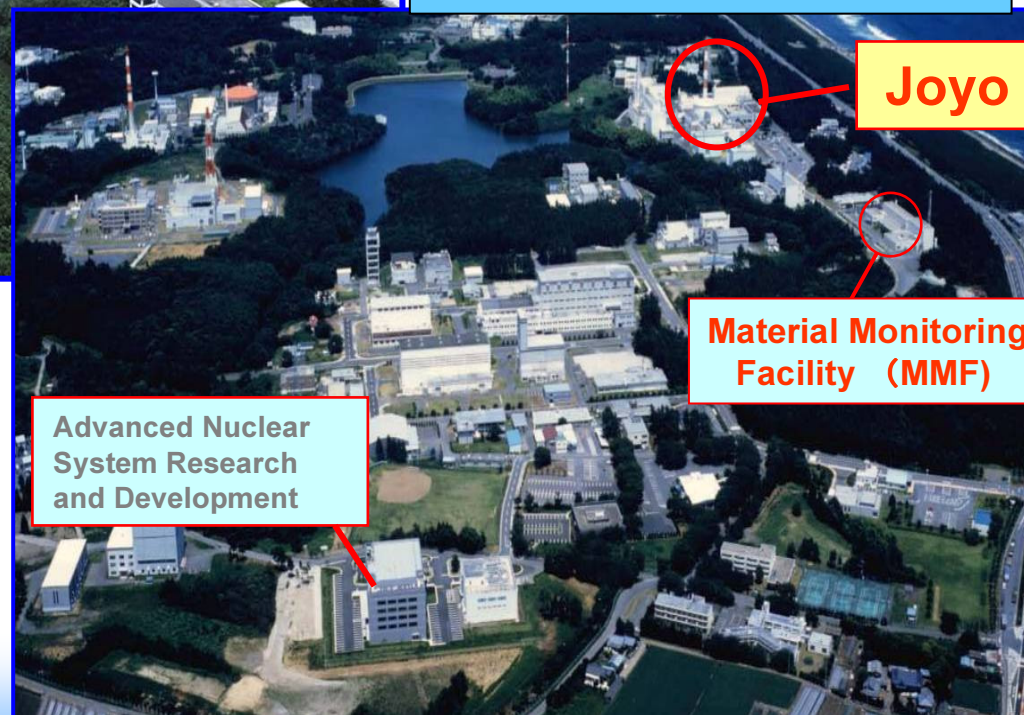 Joyo
Material Monitoring
Facility （MMF)
Advanced Nuclear
System Research
and Development